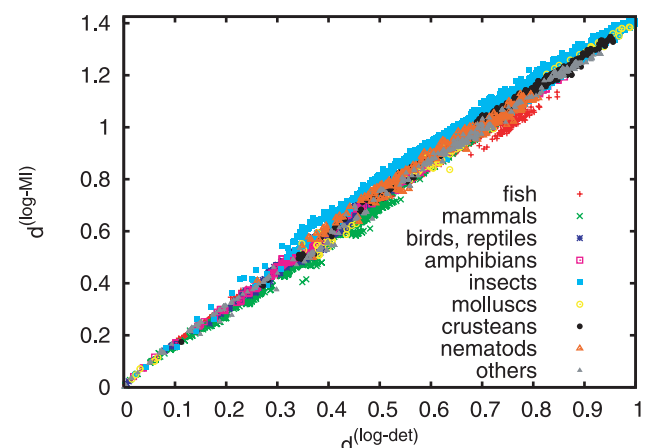 1.4
1.2
1
0.8
0.6
0.4
0.2
0
d(log-MI)
fish
mammals
birds, reptiles
amphibians
insects
molluscs
crusteans
nematods
others
0 0.1 0.2 0.3 0.4 0.5 0.6 0.7 0.8 0.9 1
d(log-det)